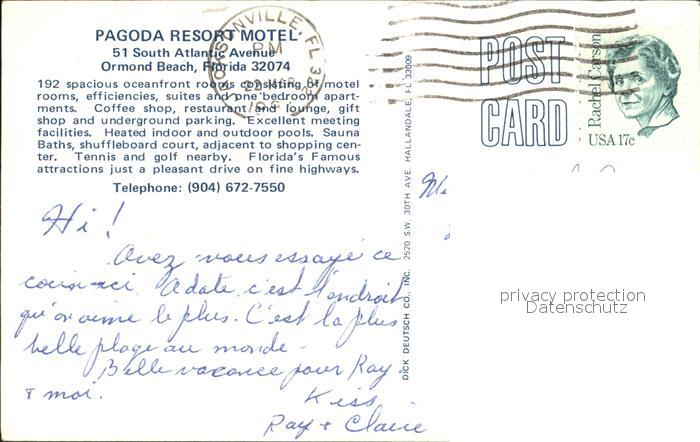 PAGODA RESORT MOTEL
51 South Atlantic Avenue
Ormond Beach, Florida 32074
192 spacious oceanfront rooms consisting of motel
rooms, efficiencies, suites and one bedroom apart-
ments. Coffee shop, restaurant and lounge, gift
shop and underground parking. Excellent meeting
facilities. Heated indoor and outdoor pools. Sauna
Baths, shuffleboard court, adjacent to shopping cen-
ter. Tennis and golf nearby. Florida's Famous
attractions just a pleasant drive on fine highways.
Telephone: (904) 672-7550
Hi!
Avez vous essayé ce
coin-ci. A date c'est l'endroit
qu'on aime le plus. C'est la plus
belle plage au monde.
Belle vacance pour Ray
& moi.
Kiss
Ray + Claire
DICK DEUTSCH CO., INC. 2520 S.W. 30TH AVE. HALLANDALE, FL 33009
JACKSONVILLE, FL
PM
22 MAR
POST
CARD
Rachel Carson
USA 17c
privacy protection
Datenschutz